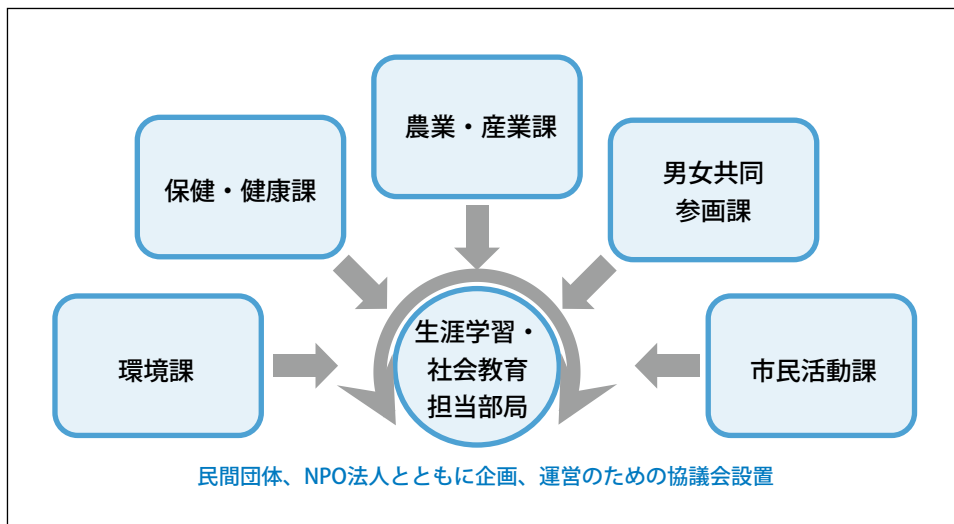 農業・産業課
保健・健康課
男女共同
参画課
環境課
生涯学習・
社会教育
担当部局
市民活動課
民間団体、NPO法人とともに企画、運営のための協議会設置